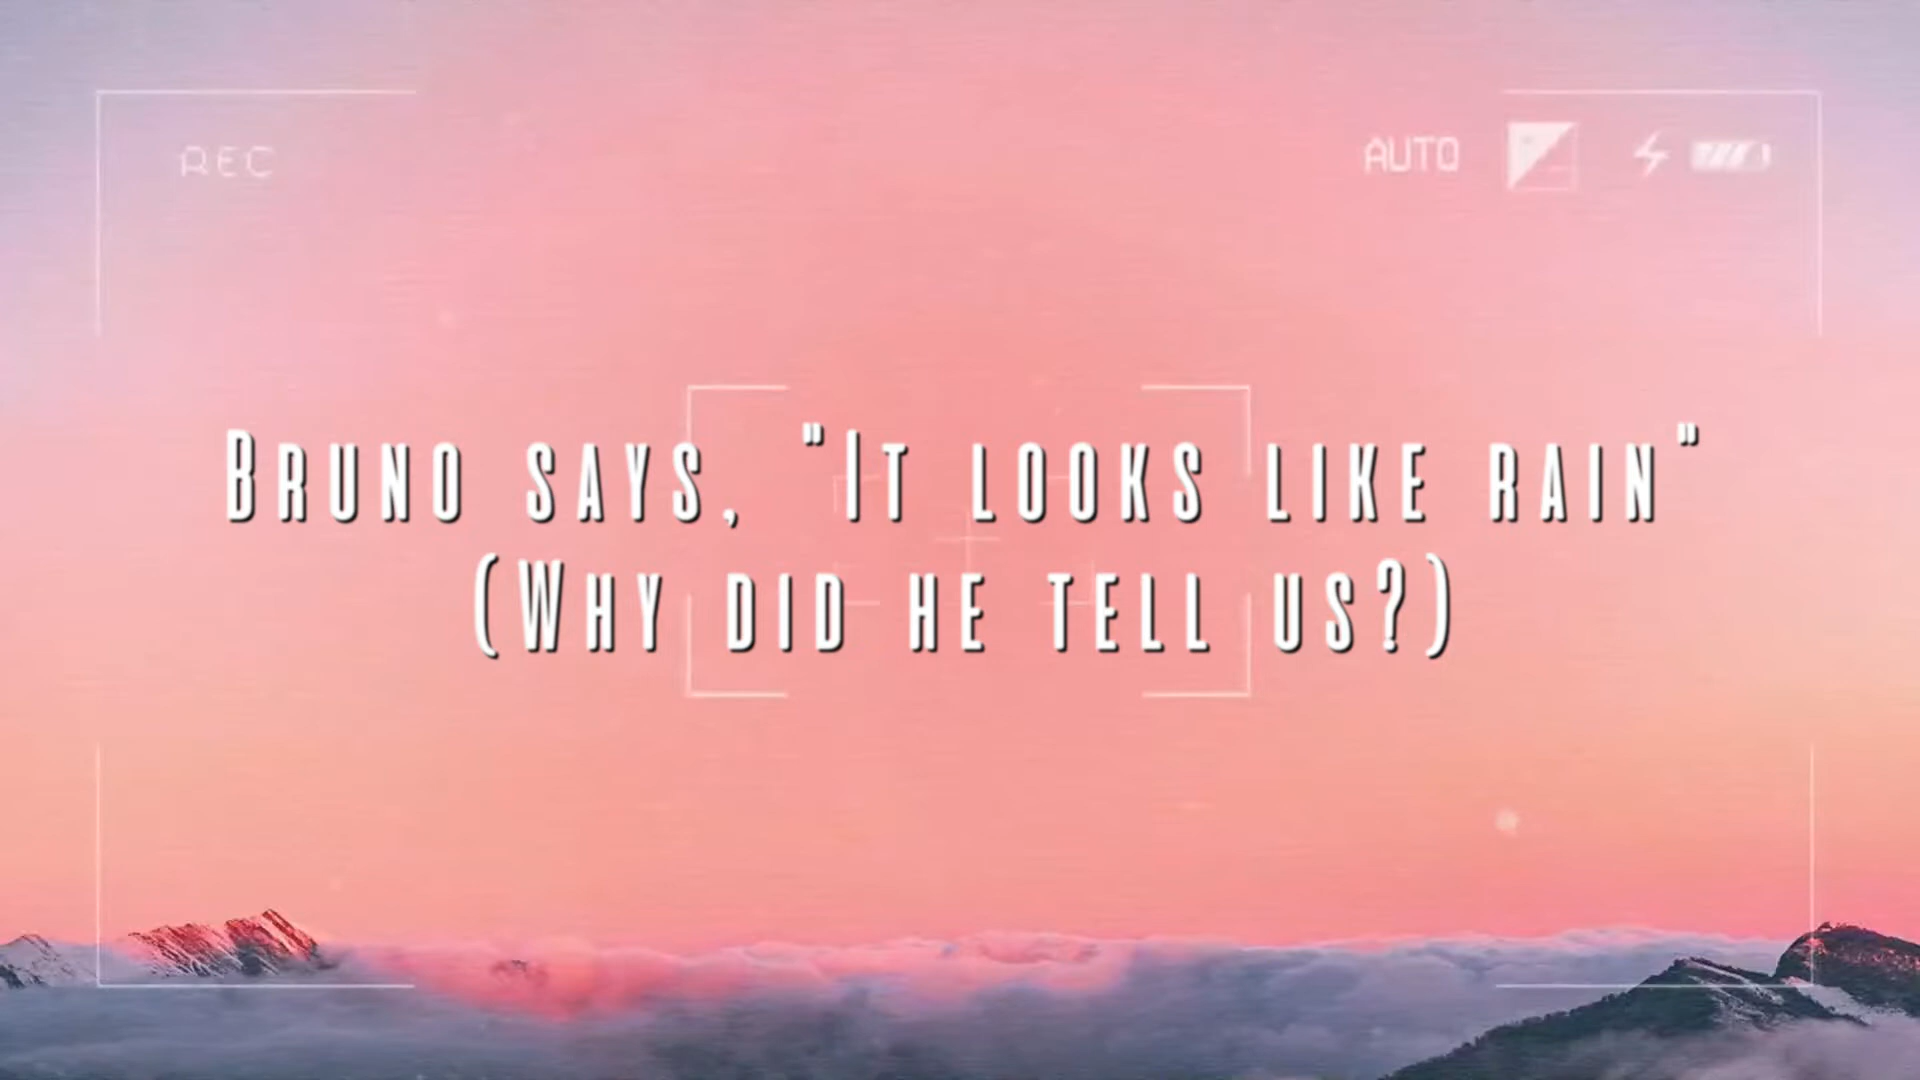 REC
AUTO
Bruno says, "It looks like rain"
(Why did he tell us?)